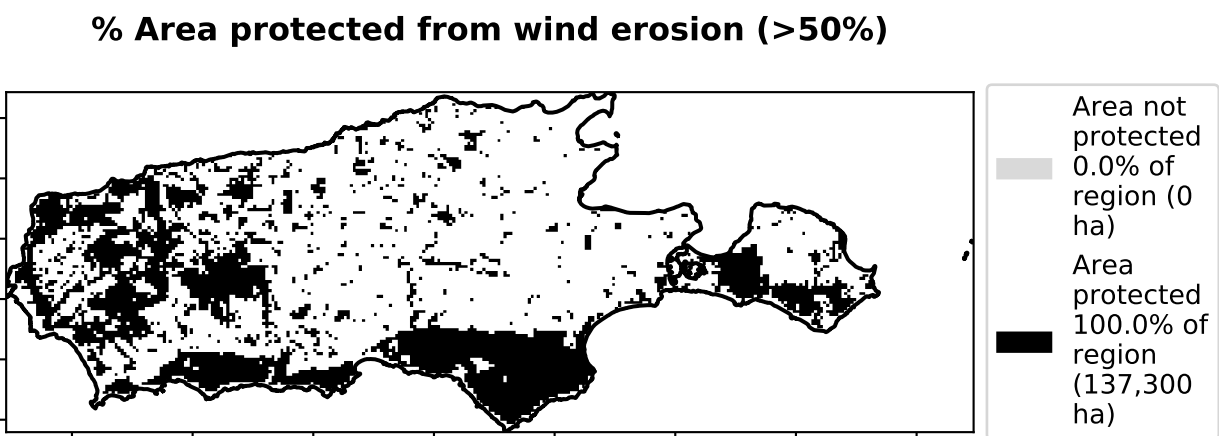 % Area protected from wind erosion (>50%)
Area not
protected
0.0% of
region (0
ha)
Area
protected
100.0% of
region
(137,300
ha)